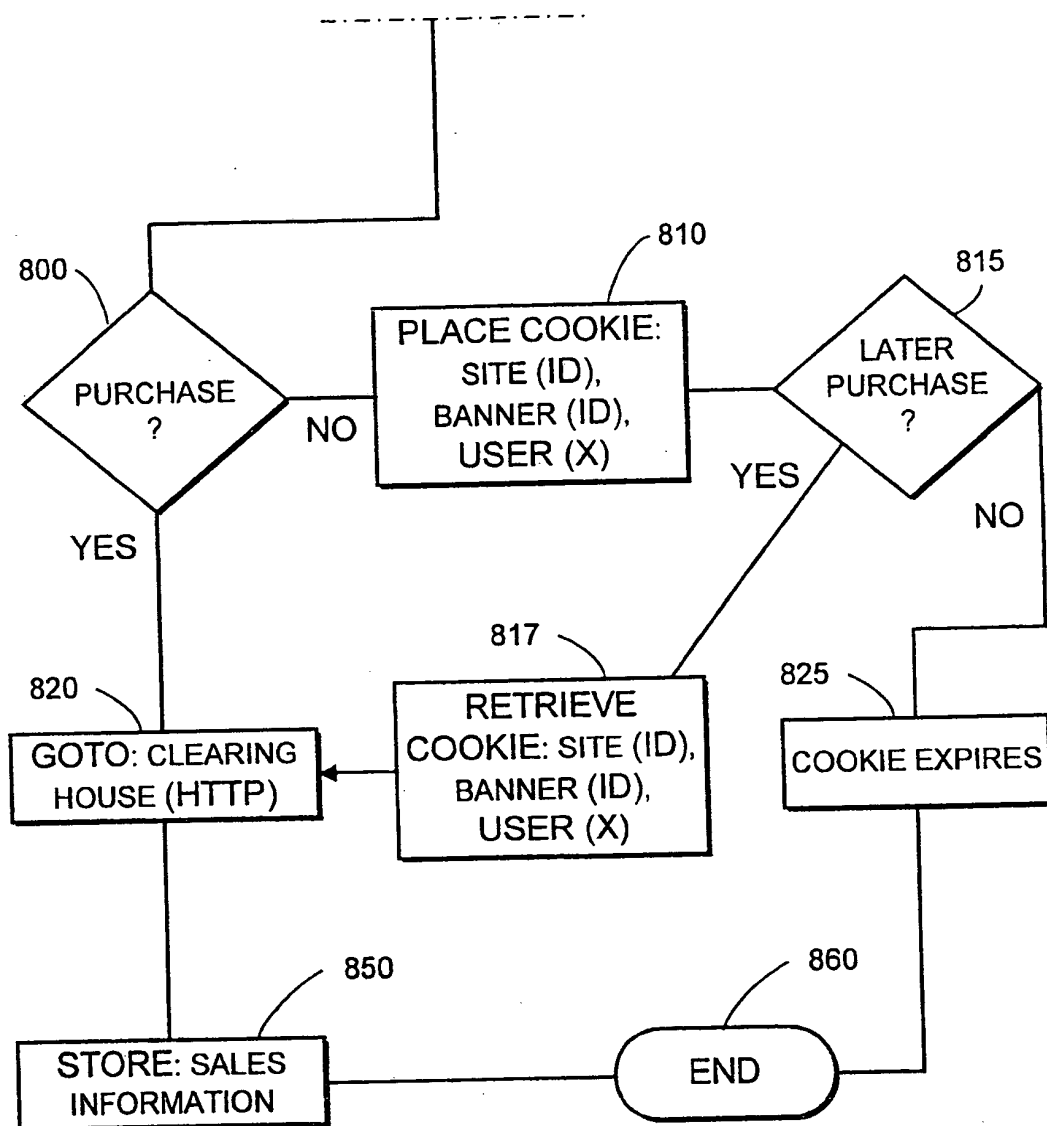 800
PURCHASE
?
NO
YES
810
PLACE COOKIE:
SITE (ID),
BANNER (ID),
USER (X)
815
LATER
PURCHASE
?
YES
NO
817
RETRIEVE
COOKIE: SITE (ID),
BANNER (ID),
USER (X)
820
GOTO: CLEARING
HOUSE (HTTP)
825
COOKIE EXPIRES
850
STORE: SALES
INFORMATION
860
END